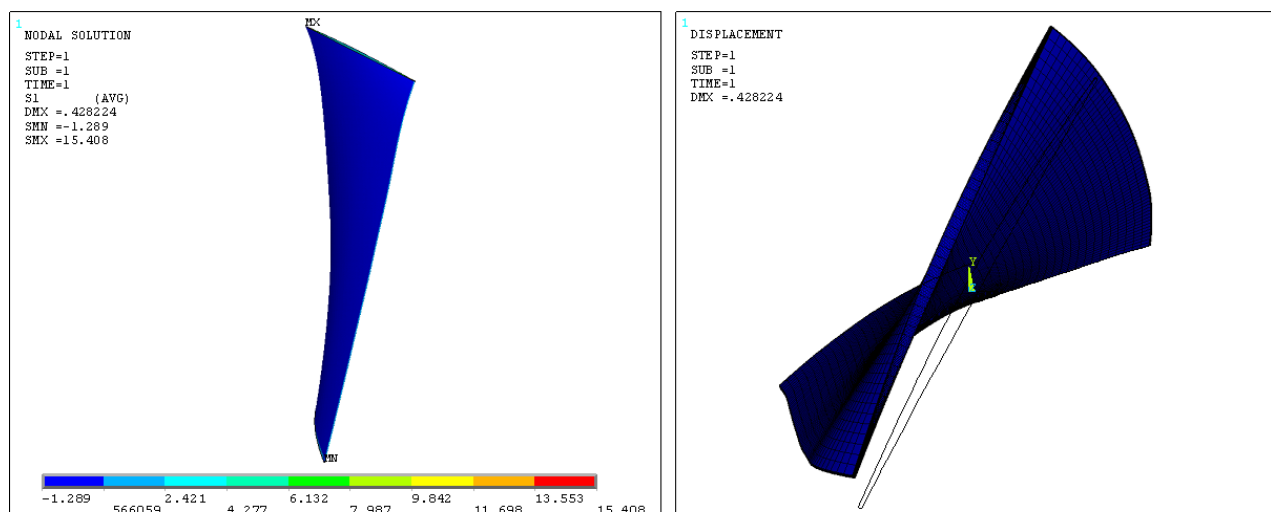 1
NODAL SOLUTION
STEP=1
SUB =1
TIME=1
S1 (AVG)
DMX =.428224
SMN =-1.289
SMX =15.408
MX
MN
-1.289 2.421 6.132 9.842 13.553
566059 4.277 7.987 11.698 15.408
1
DISPLACEMENT
STEP=1
SUB =1
TIME=1
DMX =.428224
Y